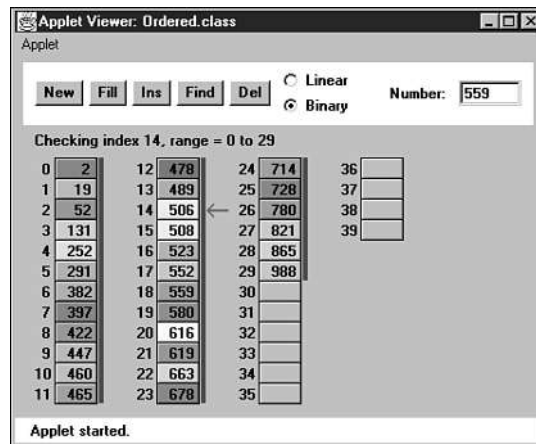 Applet Viewer: Ordered.class
Applet
New Fill Ins Find Del Linear Binary Number: 559
Checking index 14, range = 0 to 29
0 2 12 478 24 714 36
1 19 13 489 25 728 37
2 52 14 506 26 780 38
3 131 15 508 27 821 39
4 252 16 523 28 865
5 291 17 552 29 988
6 382 18 559 30
7 397 19 580 31
8 422 20 616 32
9 447 21 619 33
10 460 22 663 34
11 465 23 678 35
Applet started.